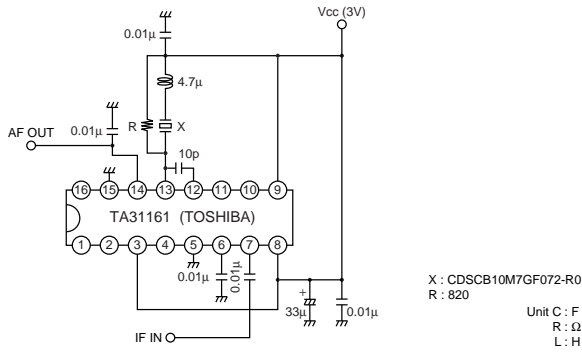 Vcc (3V)
0.01μ
4.7μ
0.01μ
R
X
AF OUT
10p
16 15 14 13 12 11 10 9
TA31161 (TOSHIBA)
1 2 3 4 5 6 7 8
0.01μ
0.01μ
+
33μ
0.01μ
IF IN
X : CDSCB10M7GF072-R0
R : 820
Unit C : F
R : Ω
L : H